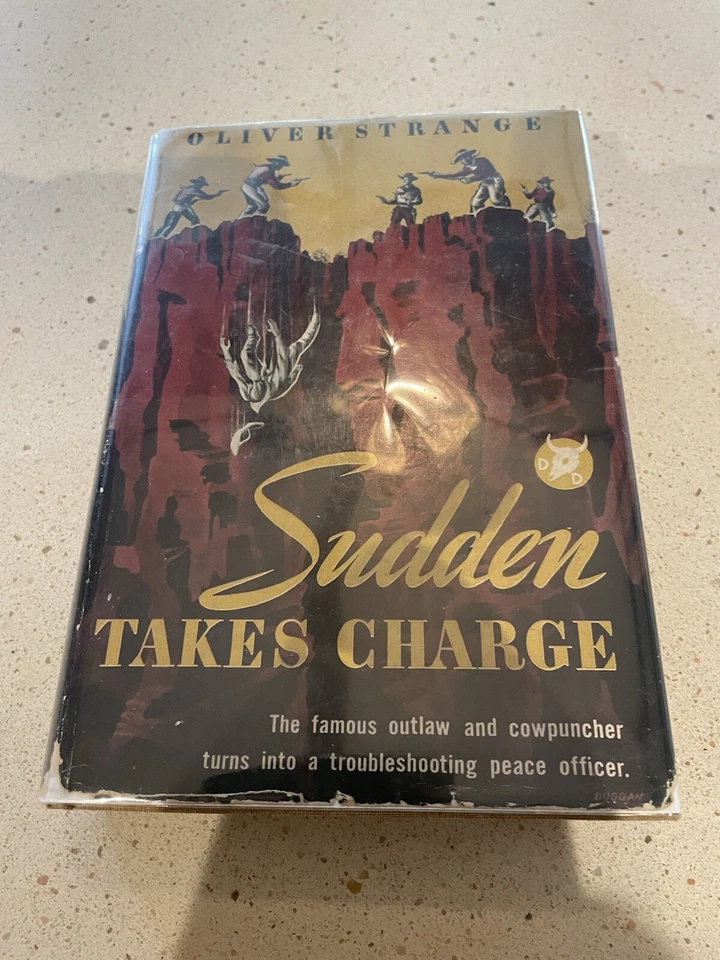 OLIVER STRANGE
D D
Sudden
TAKES CHARGE
The famous outlaw and cowpuncher
turns into a troubleshooting peace officer.
DUGGAN